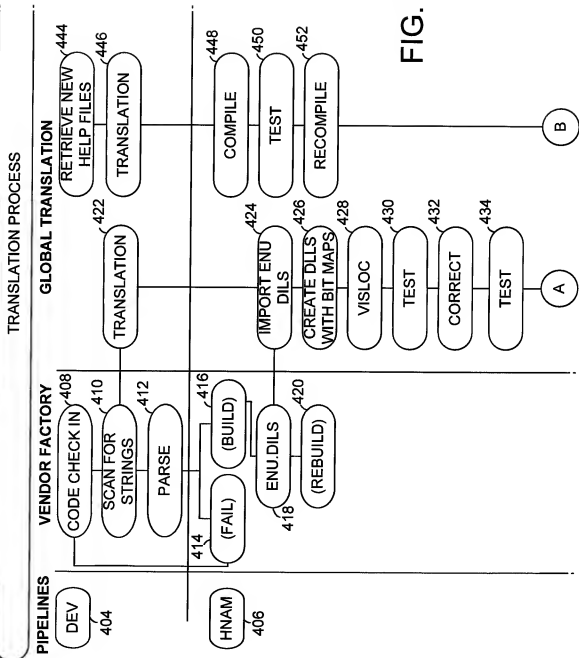 TRANSLATION PROCESS
PIPELINES
VENDOR FACTORY
GLOBAL TRANSLATION
DEV
404
CODE CHECK IN
408
SCAN FOR
STRINGS
410
PARSE
412
TRANSLATION
422
RETRIEVE NEW
HELP FILES
444
TRANSLATION
446
HNAM
406
414
(FAIL)
(BUILD)
416
ENU.DILS
418
(REBUILD)
420
IMPORT ENU
DILS
424
CREATE DLLS
WITH BIT MAPS
426
VISLOC
428
TEST
430
CORRECT
432
TEST
434
A
COMPILE
448
TEST
450
RECOMPILE
452
B
FIG.